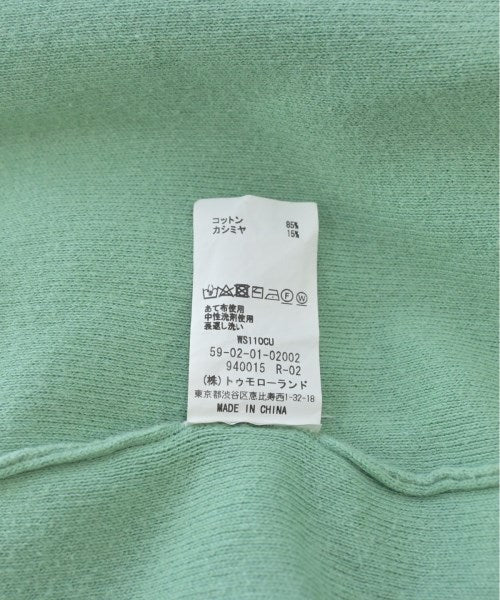 コットン 85%
カシミヤ 15%
F W
あて布使用
中性洗剤使用
裏返し洗い
WS110CU
59-02-01-02002
940015 R-02
(株)トゥモローランド
東京都渋谷区恵比寿西1-32-18
MADE IN CHINA